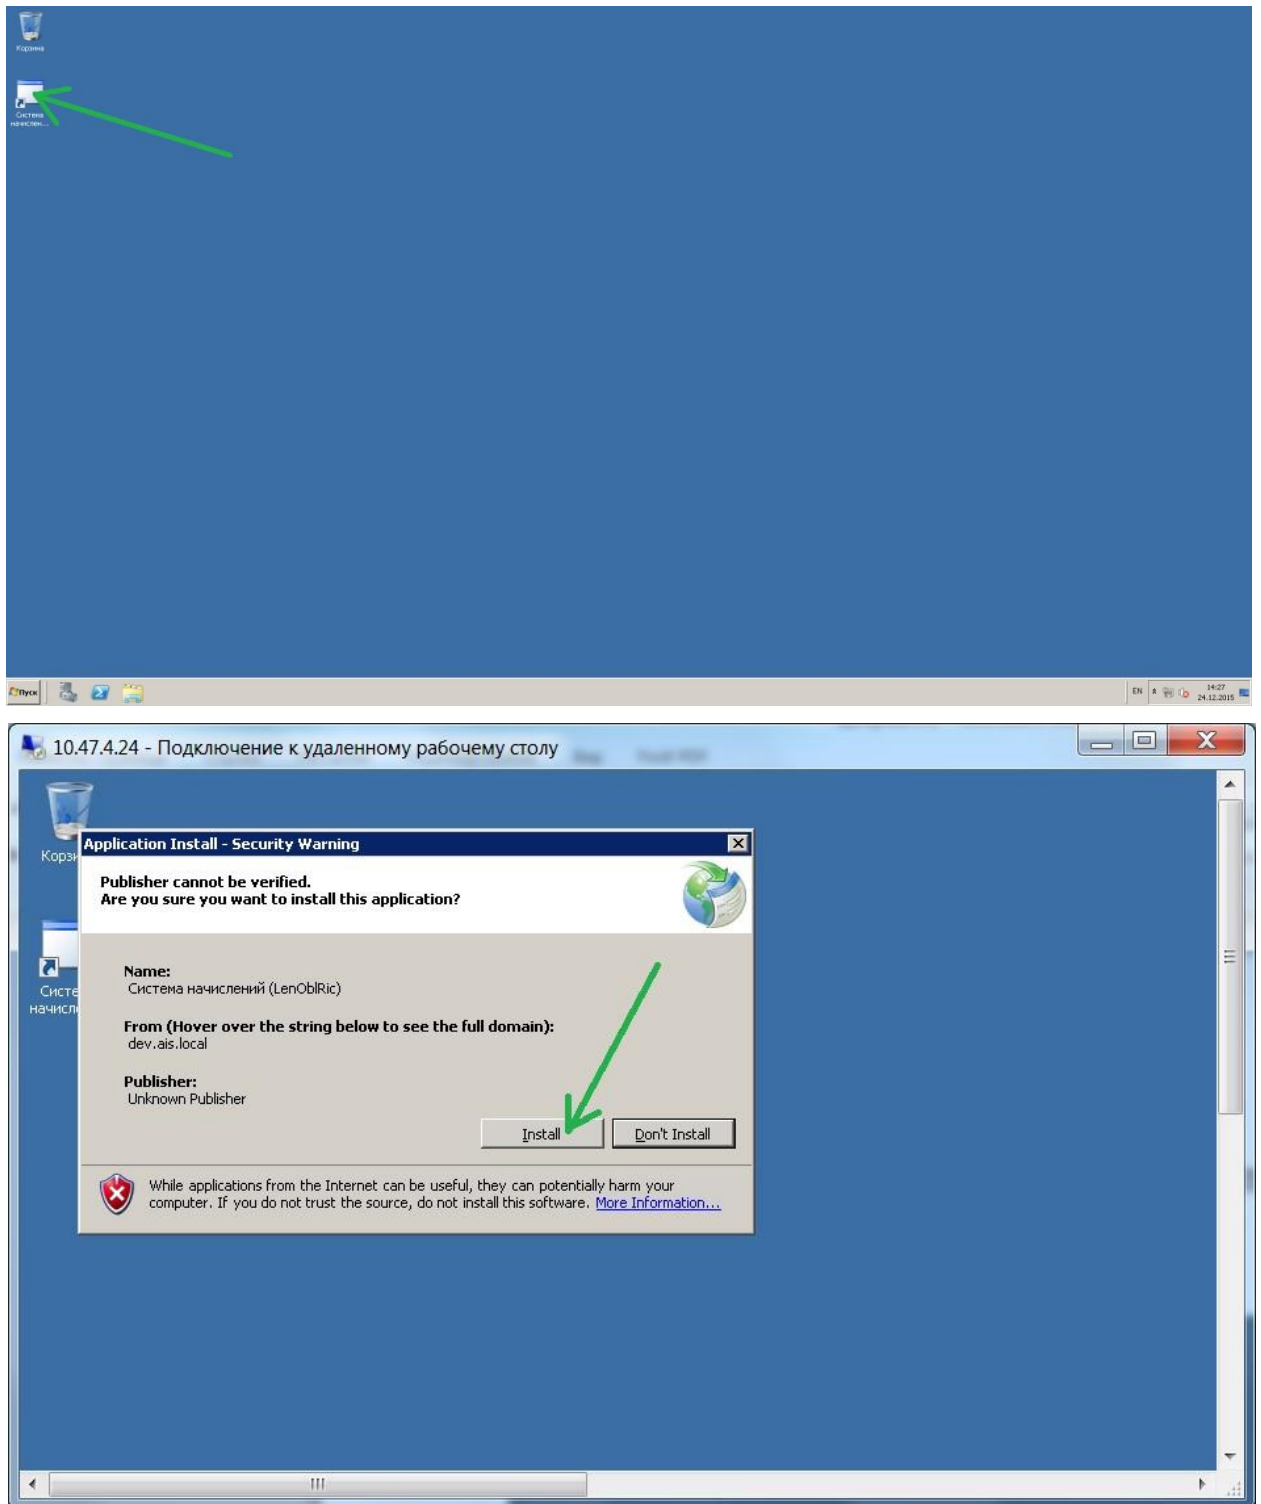 Корзина
Система
начислен...
Пуск
EN
14:27
24.12.2015
10.47.4.24 - Подключение к удаленному рабочему столу
Корзи
Application Install - Security Warning
Publisher cannot be verified.
Are you sure you want to install this application?
Name:
Система начислений (LenOblRic)
Систе
начисл
From (Hover over the string below to see the full domain):
dev.ais.local
Publisher:
Unknown Publisher
Install
Don't Install
While applications from the Internet can be useful, they can potentially harm your
computer. If you do not trust the source, do not install this software. More Information...